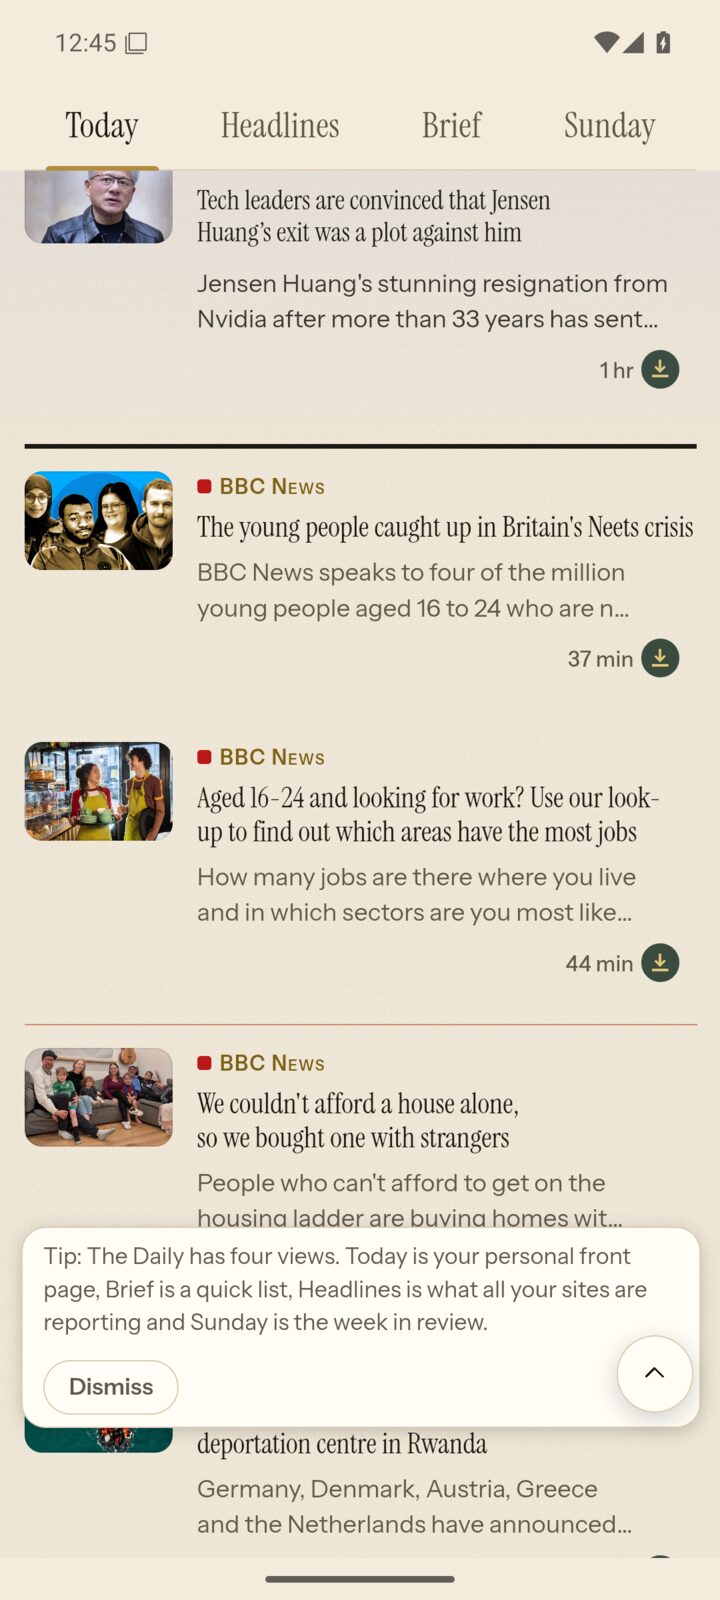 12:45
Today
Headlines
Brief
Sunday
Tech leaders are convinced that Jensen
Huang's exit was a plot against him
Jensen Huang's stunning resignation from
Nvidia after more than 33 years has sent...
1 hr
BBC News
The young people caught up in Britain's Neets crisis
BBC News speaks to four of the million
young people aged 16 to 24 who are n...
37 min
BBC News
Aged 16-24 and looking for work? Use our look-
up to find out which areas have the most jobs
How many jobs are there where you live
and in which sectors are you most like...
44 min
BBC News
We couldn't afford a house alone,
so we bought one with strangers
People who can't afford to get on the
housing ladder are buying homes wit...
Tip: The Daily has four views. Today is your personal front
page, Brief is a quick list, Headlines is what all your sites are
reporting and Sunday is the week in review.
Dismiss
deportation centre in Rwanda
Germany, Denmark, Austria, Greece
and the Netherlands have announced...